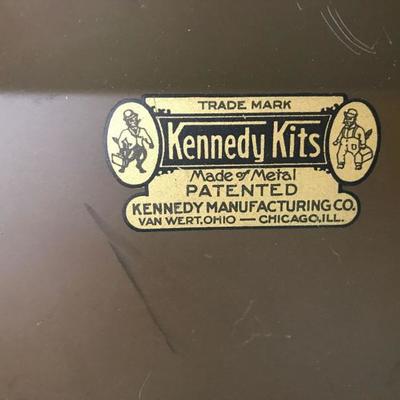 TRADE MARK
Kennedy Kits
Made of Metal
PATENTED
KENNEDY MANUFACTURING CO.
VAN WERT, OHIO — CHICAGO, ILL.